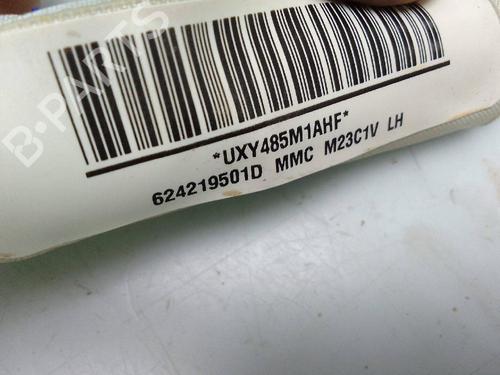 B-PARTS
*UXY485M1AHF*
624219501D MMC M23C1V LH